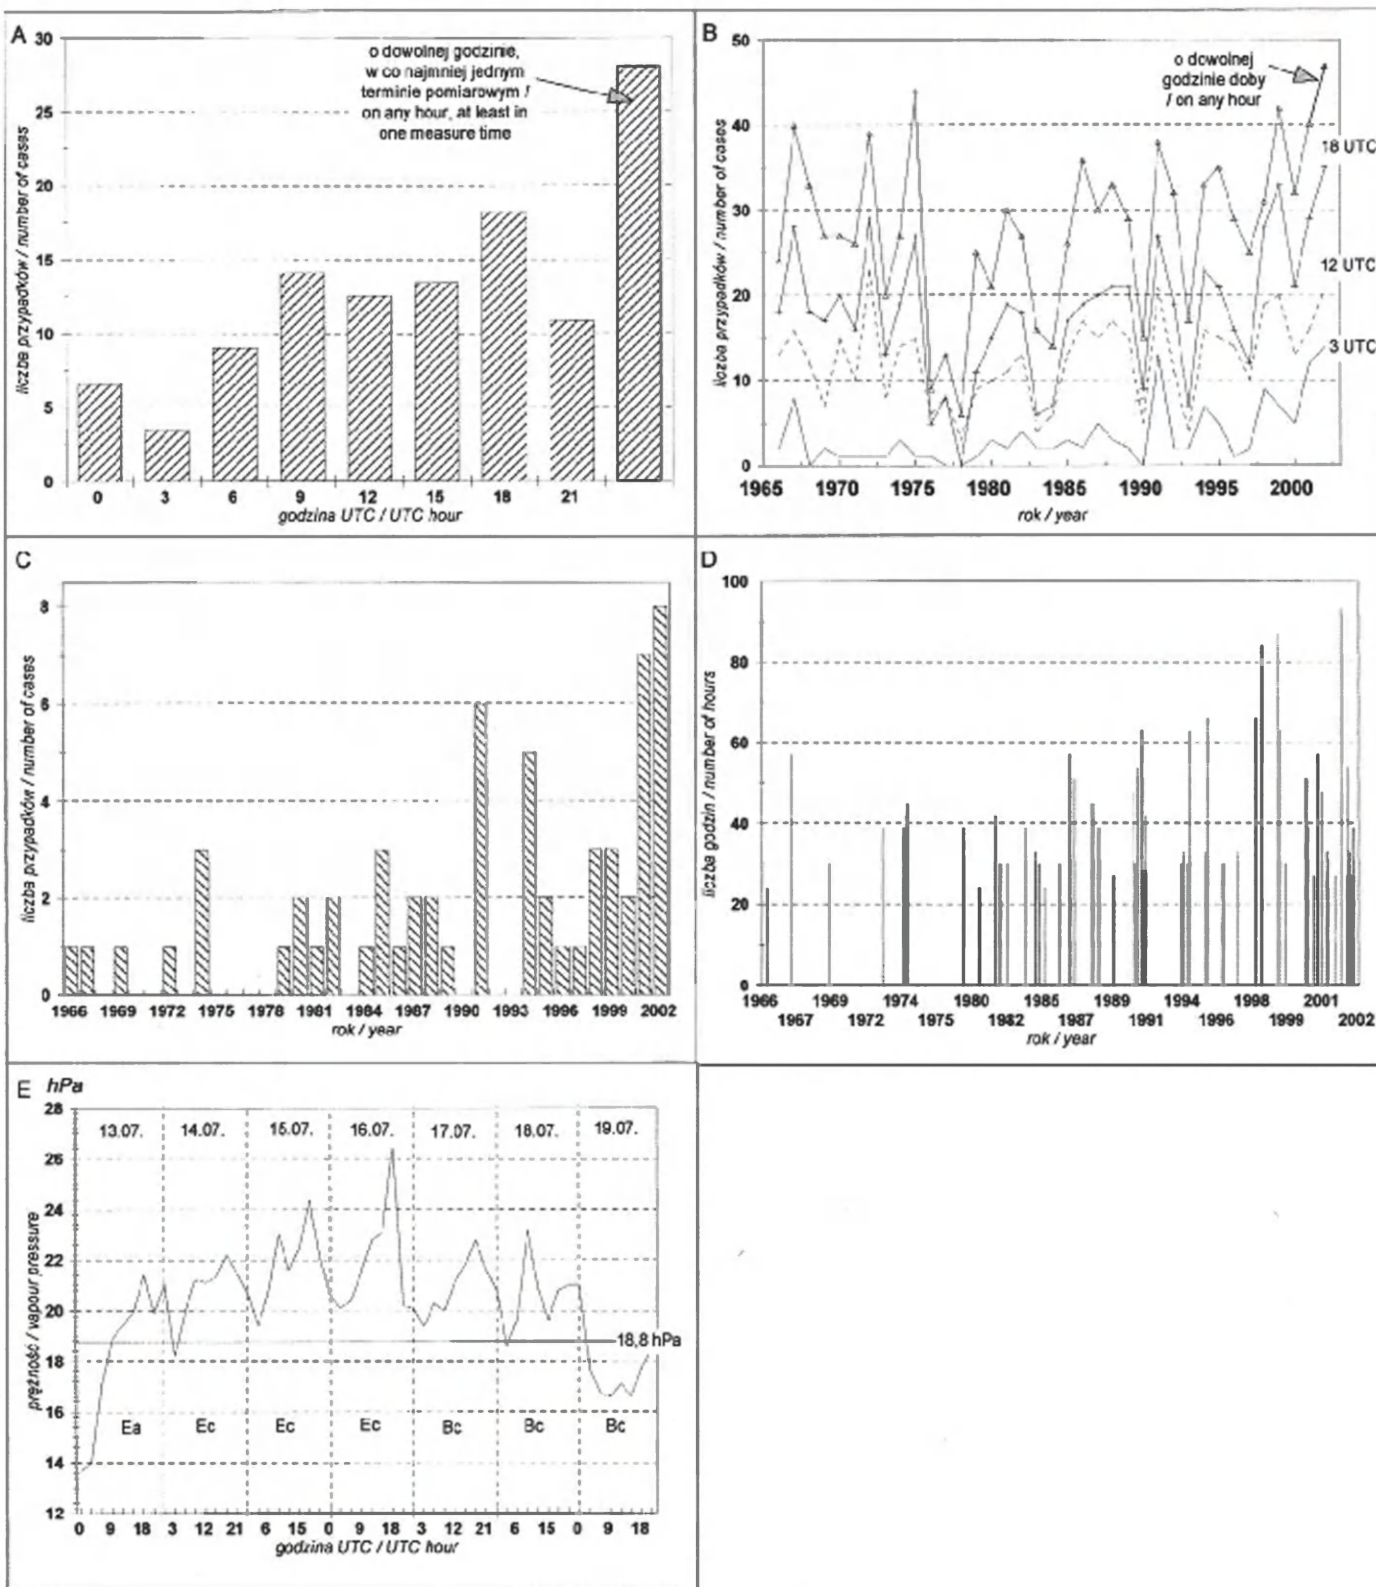 A
30
25
20
15
10
5
0
liczba przypadków / number of cases
o dowolnej godzinie,
w co najmniej jednym
terminie pomiarowym /
on any hour, at least in
one measure time
0 3 6 9 12 15 18 21
godzina UTC / UTC hour
B
50
40
30
20
10
0
liczba przypadków / number of cases
o dowolnej
godzinie doby
/ on any hour
18 UTC
12 UTC
3 UTC
1965 1970 1975 1980 1985 1990 1995 2000
rok / year
C
8
6
4
2
0
liczba przypadków / number of cases
1966 1969 1972 1975 1978 1981 1984 1987 1990 1993 1996 1999 2002
rok / year
D
100
80
60
40
20
0
liczba godzin / number of hours
1966 1969 1974 1980 1985 1989 1994 1998 2001
1967 1972 1975 1982 1987 1991 1996 1999 2002
rok / year
E hPa
28
26
24
22
20
18
16
14
12
prężność / vapour pressure
13.07. 14.07. 15.07. 16.07. 17.07. 18.07. 19.07.
18,8 hPa
Ea Ec Ec Ec Bc Bc Bc
0 9 18 3 12 21 6 15 0 9 18 3 12 21 6 15 0 9 18
godzina UTC / UTC hour